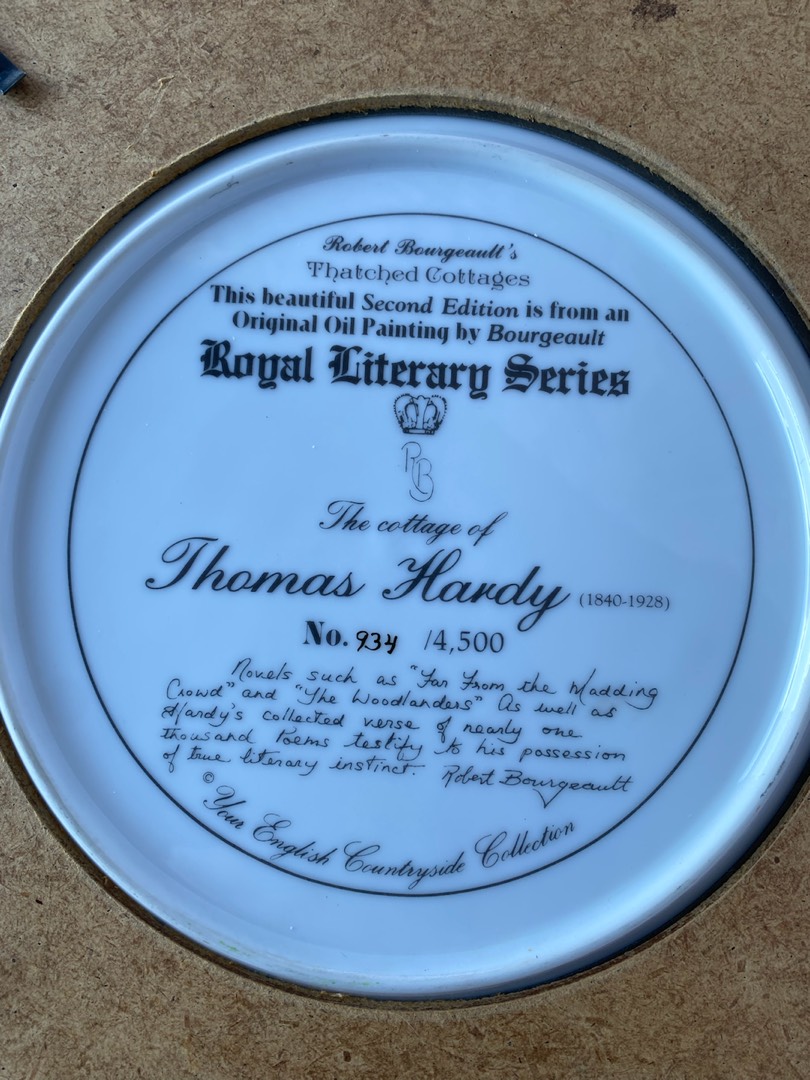 Robert Bourgeault's
Thatched Cottages
This beautiful Second Edition is from an
Original Oil Painting by Bourgeault
Royal Literary Series
RB
The cottage of
Thomas Hardy (1840-1928)
No. 934 /4,500
Novels such as "Far From the Madding
Crowd" and "The Woodlanders" As well as
Hardy's collected verse of nearly one
thousand Poems testify to his possession
of true literary instinct. Robert Bourgeault
© Your English Countryside Collection